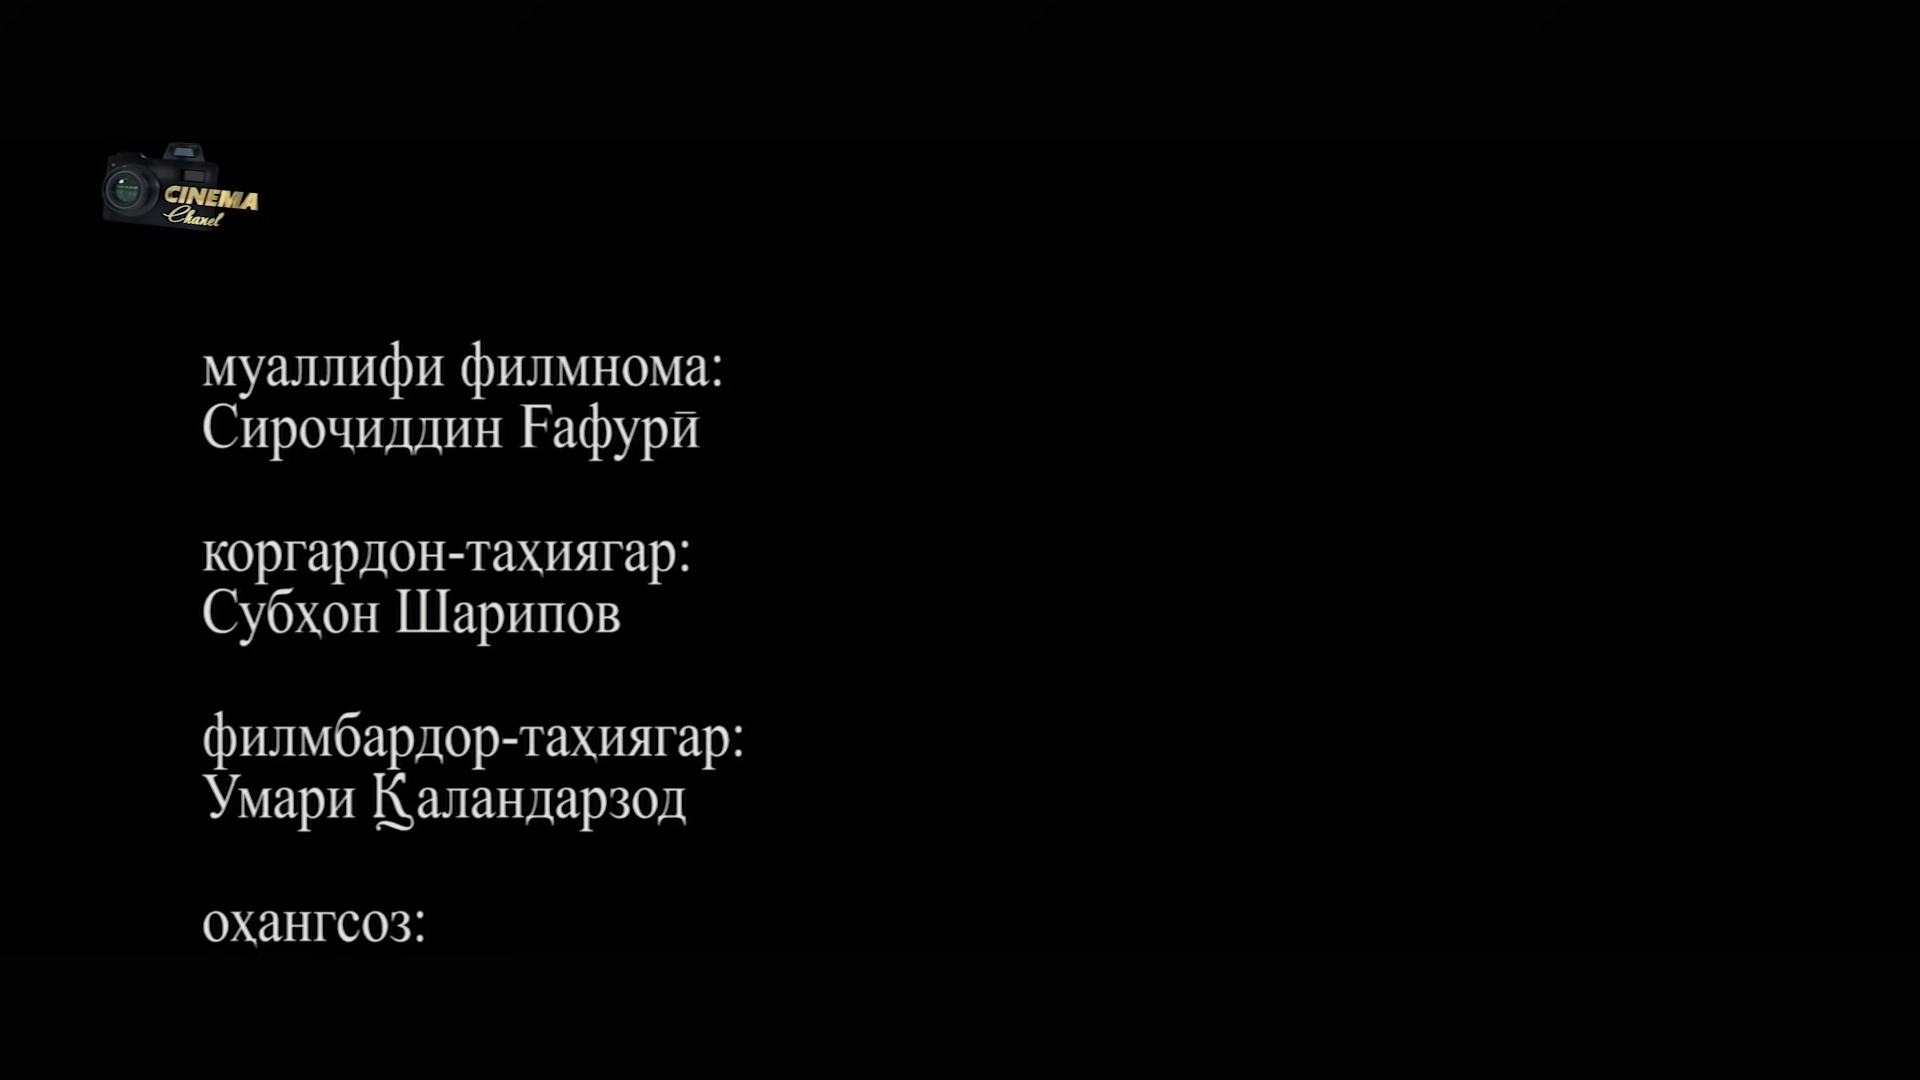 CINEMA
Chanel
муаллифи филмнома:
Сироҷиддин Ғафурӣ
коргардон-таҳиягар:
Субҳон Шарипов
филмбардор-таҳиягар:
Умари Қаландарзод
оҳангсоз: